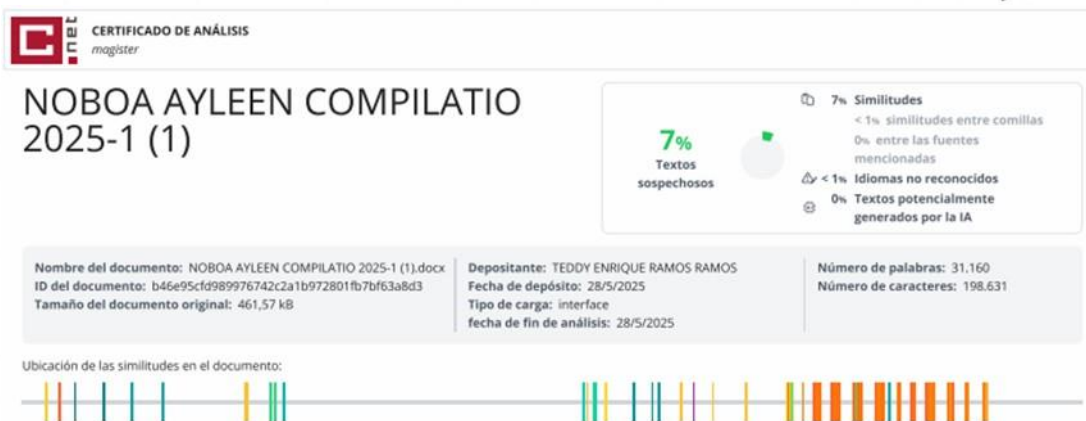 C .net
CERTIFICADO DE ANÁLISIS
magister
NOBOA AYLEEN COMPILATIO
2025-1 (1)
7%
Textos
sospechosos
7% Similitudes
< 1% similitudes entre comillas
0% entre las fuentes
mencionadas
< 1% Idiomas no reconocidos
0% Textos potencialmente
generados por la IA
Nombre del documento: NOBOA AYLEEN COMPILATIO 2025-1 (1).docx
ID del documento: b46e95cfd989976742c2a1b972801fb7bf63a8d3
Tamaño del documento original: 461,57 kB
Depositante: TEDDY ENRIQUE RAMOS RAMOS
Fecha de depósito: 28/5/2025
Tipo de carga: interface
fecha de fin de análisis: 28/5/2025
Número de palabras: 31.160
Número de caracteres: 198.631
Ubicación de las similitudes en el documento: